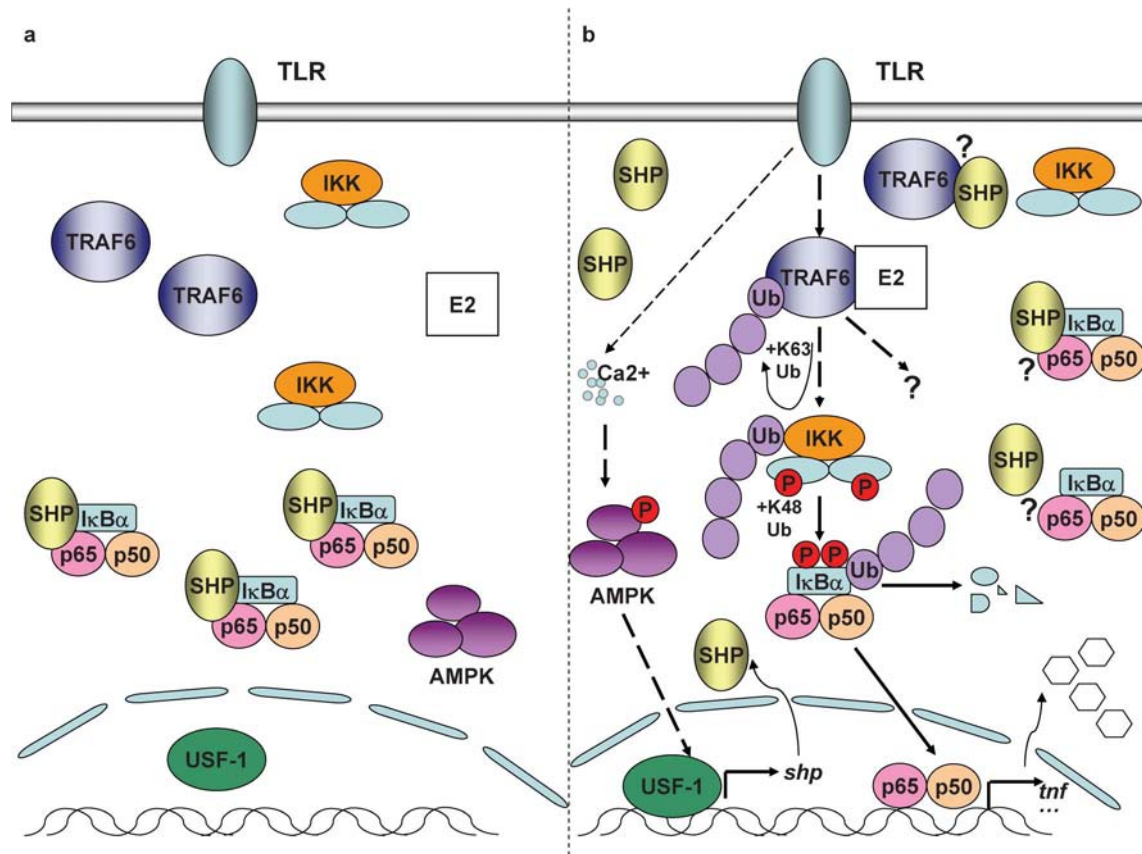 a
TLR
IKK
TRAF6
TRAF6
E2
IKK
SHP
IκBα
p65
p50
SHP
IκBα
p65
p50
SHP
IκBα
p65
p50
AMPK
USF-1
b
TLR
SHP
SHP
?
TRAF6
SHP
IKK
TRAF6
E2
Ub
+K63
Ub
?
Ca2+
SHP
IκBα
?
p65
p50
Ub
IKK
P
P
+K48
Ub
SHP
?
IκBα
p65
p50
P
AMPK
P
P
Ub
IκBα
p65
p50
SHP
USF-1
shp
p65
p50
tnf
...